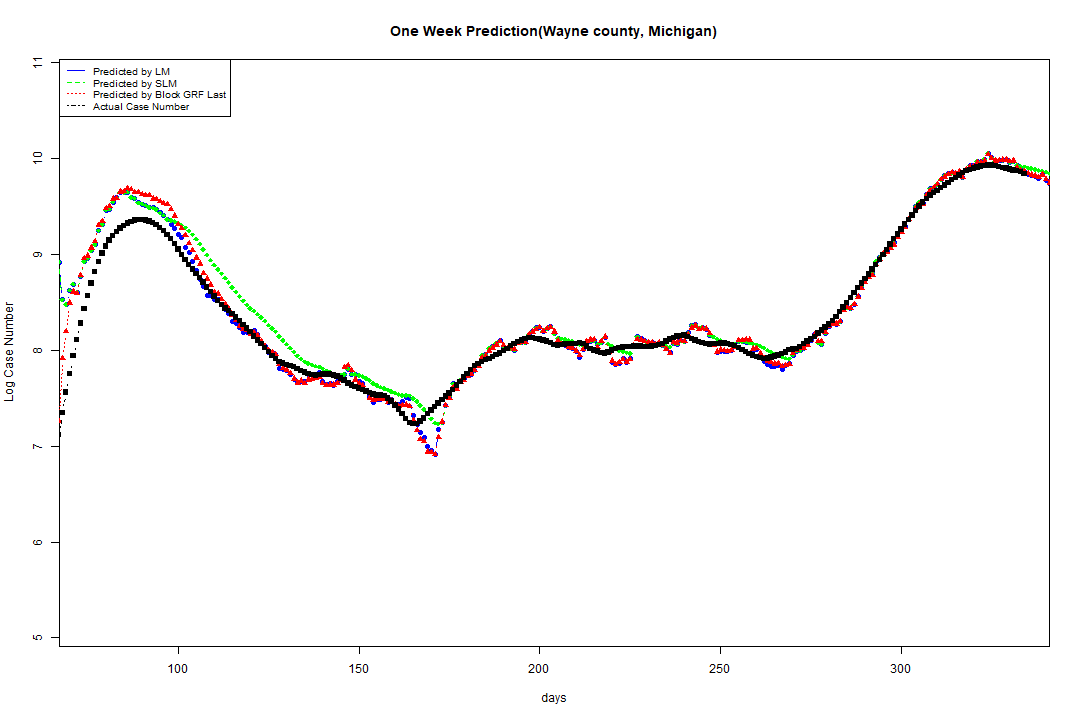 One Week Prediction(Wayne county, Michigan)
Predicted by LM
Predicted by SLM
Predicted by Block GRF Last
Actual Case Number
11
10
9
8
7
6
5
Log Case Number
100 150 200 250 300
days